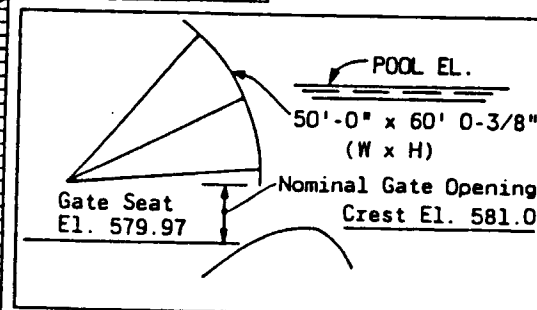 POOL EL.
50'-0" x 60' 0-3/8"
(W x H)
Nominal Gate Opening
Gate Seat
El. 579.97
Crest El. 581.0